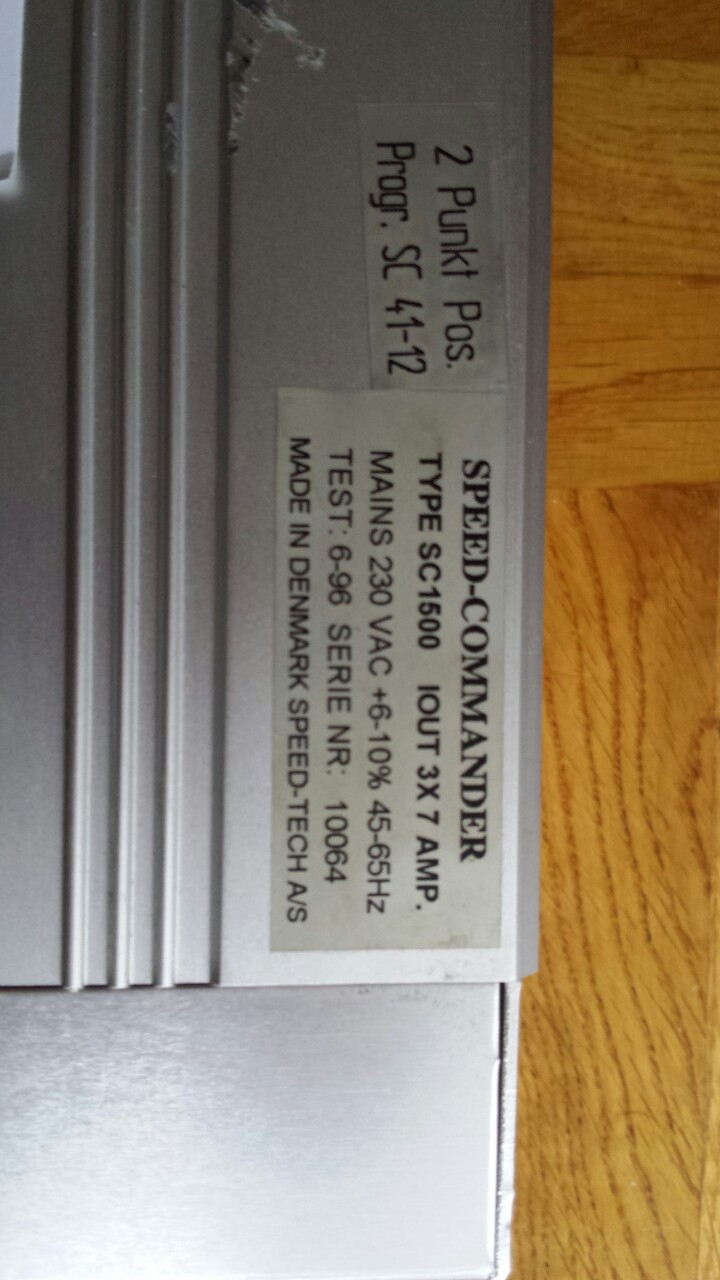 2 Punkt Pos.
Progr. SC 41-12
SPEED-COMMANDER
TYPE SC1500 IOUT 3X 7 AMP.
MAINS 230 VAC +6-10% 45-65Hz
TEST: 6-96 SERIE NR: 10064
MADE IN DENMARK SPEED-TECH A/S